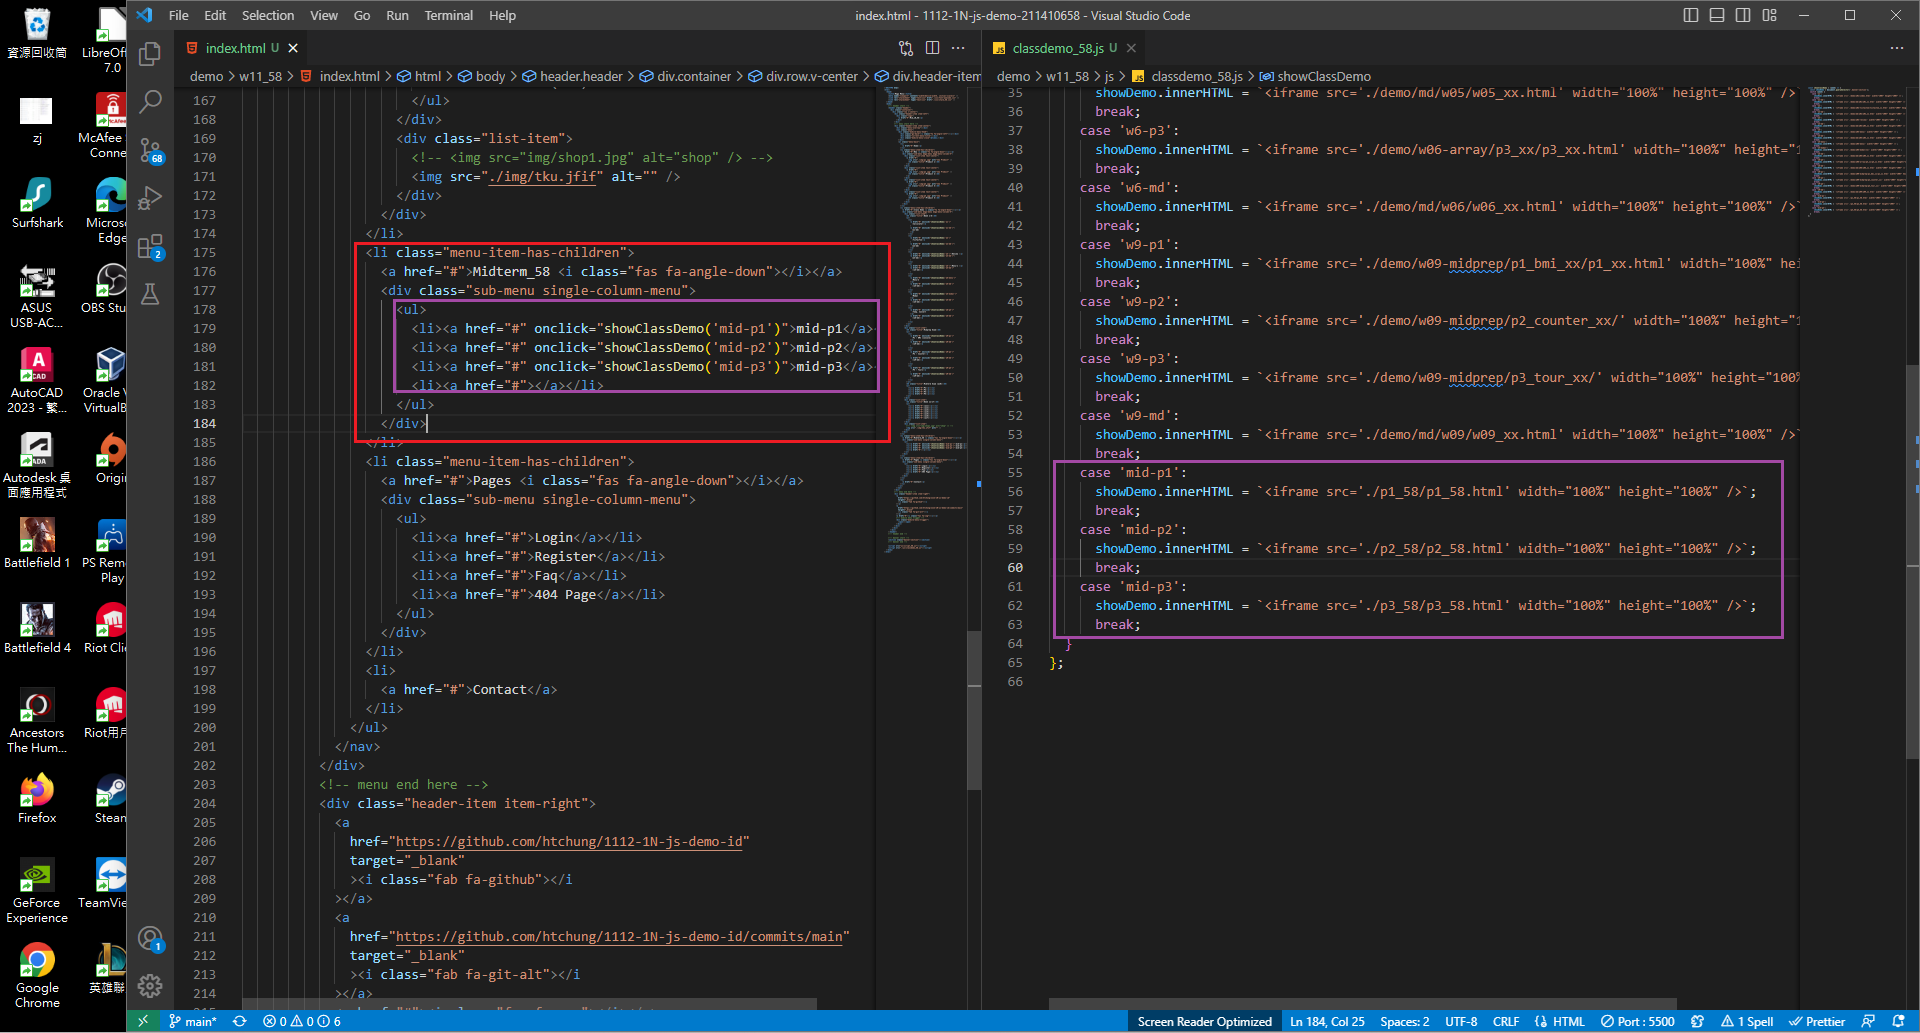 資源回收筒
LibreOff
7.0
zj
McAfee
Conne
Surfshark
Micros
Edge
ASUS
USB-AC...
OBS Stu
AutoCAD
2023 - 繁...
Oracle V
VirtualB
Autodesk 桌
面應用程式
Origi
Battlefield 1
PS Rem
Play
Battlefield 4
Riot Cli
Ancestors
The Hum...
Riot用戶
Firefox
Stean
GeForce
Experience
TeamVie
Google
Chrome
英雄聯
File Edit Selection View Go Run Terminal Help
index.html - 1112-1N-js-demo-211410658 - Visual Studio Code
68
2
1
index.html U
demo > w11_58 > index.html > html > body > header.header > div.container > div.row.v-center > div.header-item
167 </ul>
168 </div>
169 <div class="list-item">
170 <!-- <img src="img/shop1.jpg" alt="shop" /> -->
171 <img src="./img/tku.jfif" alt="" />
172 </div>
173 </div>
174 </li>
175 <li class="menu-item-has-children">
176 <a href="#">Midterm_58 <i class="fas fa-angle-down"></i></a>
177 <div class="sub-menu single-column-menu">
178 <ul>
179 <li><a href="#" onclick="showClassDemo('mid-p1')">mid-p1</a>
180 <li><a href="#" onclick="showClassDemo('mid-p2')">mid-p2</a>
181 <li><a href="#" onclick="showClassDemo('mid-p3')">mid-p3</a>
182 <li><a href="#"></a></li>
183 </ul>
184 </div>
185 </li>
186 <li class="menu-item-has-children">
187 <a href="#">Pages <i class="fas fa-angle-down"></i></a>
188 <div class="sub-menu single-column-menu">
189 <ul>
190 <li><a href="#">Login</a></li>
191 <li><a href="#">Register</a></li>
192 <li><a href="#">Faq</a></li>
193 <li><a href="#">404 Page</a></li>
194 </ul>
195 </div>
196 </li>
197 <li>
198 <a href="#">Contact</a>
199 </li>
200 </ul>
201 </nav>
202 </div>
203 <!-- menu end here -->
204 <div class="header-item item-right">
205 <a
206 href="https://github.com/htchung/1112-1N-js-demo-id"
207 target="_blank"
208 ><i class="fab fa-github"></i
209 ></a>
210 <a
211 href="https://github.com/htchung/1112-1N-js-demo-id/commits/main"
212 target="_blank"
213 ><i class="fab fa-git-alt"></i
214 ></a>
classdemo_58.js U
demo > w11_58 > js > classdemo_58.js > showClassDemo
35 showDemo.innerHTML = `<iframe src='./demo/md/w05/w05_xx.html' width="100%" height="100%" />
36 break;
37 case 'w6-p3':
38 showDemo.innerHTML = `<iframe src='./demo/w06-array/p3_xx/p3_xx.html' width="100%" height="1
39 break;
40 case 'w6-md':
41 showDemo.innerHTML = `<iframe src='./demo/md/w06/w06_xx.html' width="100%" height="100%" />`
42 break;
43 case 'w9-p1':
44 showDemo.innerHTML = `<iframe src='./demo/w09-midprep/p1_bmi_xx/p1_xx.html' width="100%" hei
45 break;
46 case 'w9-p2':
47 showDemo.innerHTML = `<iframe src='./demo/w09-midprep/p2_counter_xx/' width="100%" height="1
48 break;
49 case 'w9-p3':
50 showDemo.innerHTML = `<iframe src='./demo/w09-midprep/p3_tour_xx/' width="100%" height="100%
51 break;
52 case 'w9-md':
53 showDemo.innerHTML = `<iframe src='./demo/md/w09/w09_xx.html' width="100%" height="100%" />`
54 break;
55 case 'mid-p1':
56 showDemo.innerHTML = `<iframe src='./p1_58/p1_58.html' width="100%" height="100%" />`;
57 break;
58 case 'mid-p2':
59 showDemo.innerHTML = `<iframe src='./p2_58/p2_58.html' width="100%" height="100%" />`;
60 break;
61 case 'mid-p3':
62 showDemo.innerHTML = `<iframe src='./p3_58/p3_58.html' width="100%" height="100%" />`;
63 break;
64 }
65 };
66
main* 0 0 6
Screen Reader Optimized Ln 184, Col 25 Spaces: 2 UTF-8 CRLF HTML Port : 5500 1 Spell Prettier